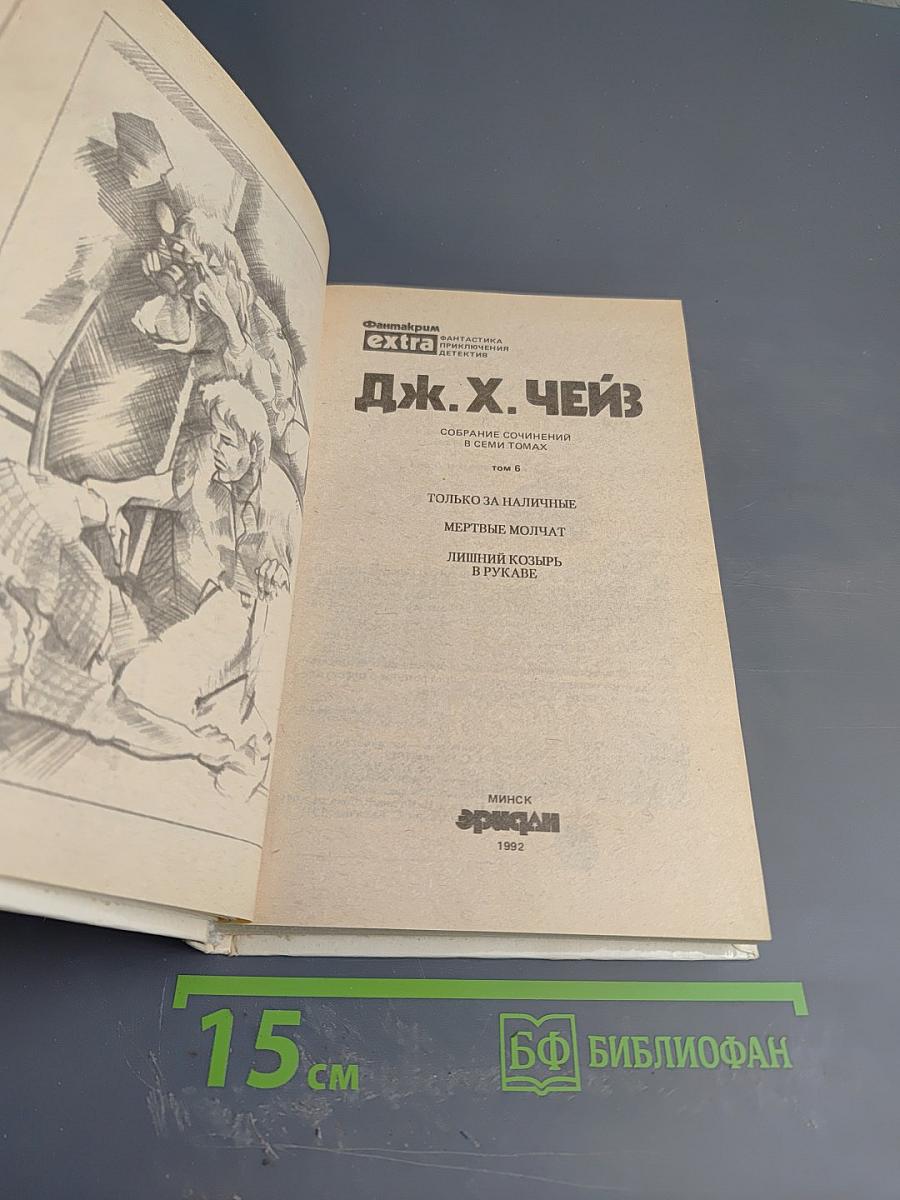 Фантакрим
extra
ФАНТАСТИКА
ПРИКЛЮЧЕНИЯ
ДЕТЕКТИВ
ДЖ. Х. ЧЕЙЗ
СОБРАНИЕ СОЧИНЕНИЙ
В СЕМИ ТОМАХ
том 6
ТОЛЬКО ЗА НАЛИЧНЫЕ
МЕРТВЫЕ МОЛЧАТ
ЛИШНИЙ КОЗЫРЬ
В РУКАВЕ
МИНСК
эридан
1992
15 см
БФ БИБЛИОФАН